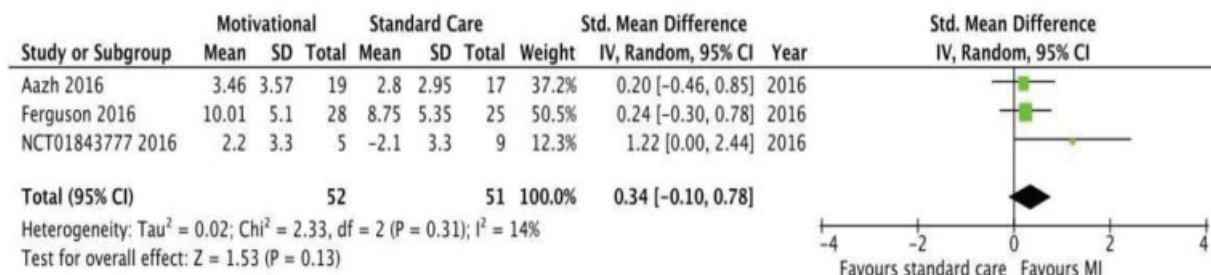 Motivational Standard Care Std. Mean Difference Std. Mean Difference
Study or Subgroup Mean SD Total Mean SD Total Weight IV, Random, 95% CI Year IV, Random, 95% CI
Aazh 2016 3.46 3.57 19 2.8 2.95 17 37.2% 0.20 [−0.46, 0.85] 2016
Ferguson 2016 10.01 5.1 28 8.75 5.35 25 50.5% 0.24 [−0.30, 0.78] 2016
NCT01843777 2016 2.2 3.3 5 −2.1 3.3 9 12.3% 1.22 [0.00, 2.44] 2016
Total (95% CI) 52 51 100.0% 0.34 [−0.10, 0.78]
Heterogeneity: Tau² = 0.02; Chi² = 2.33, df = 2 (P = 0.31); I² = 14%
Test for overall effect: Z = 1.53 (P = 0.13)
−4 −2 0 2 4
Favours standard care Favours MI